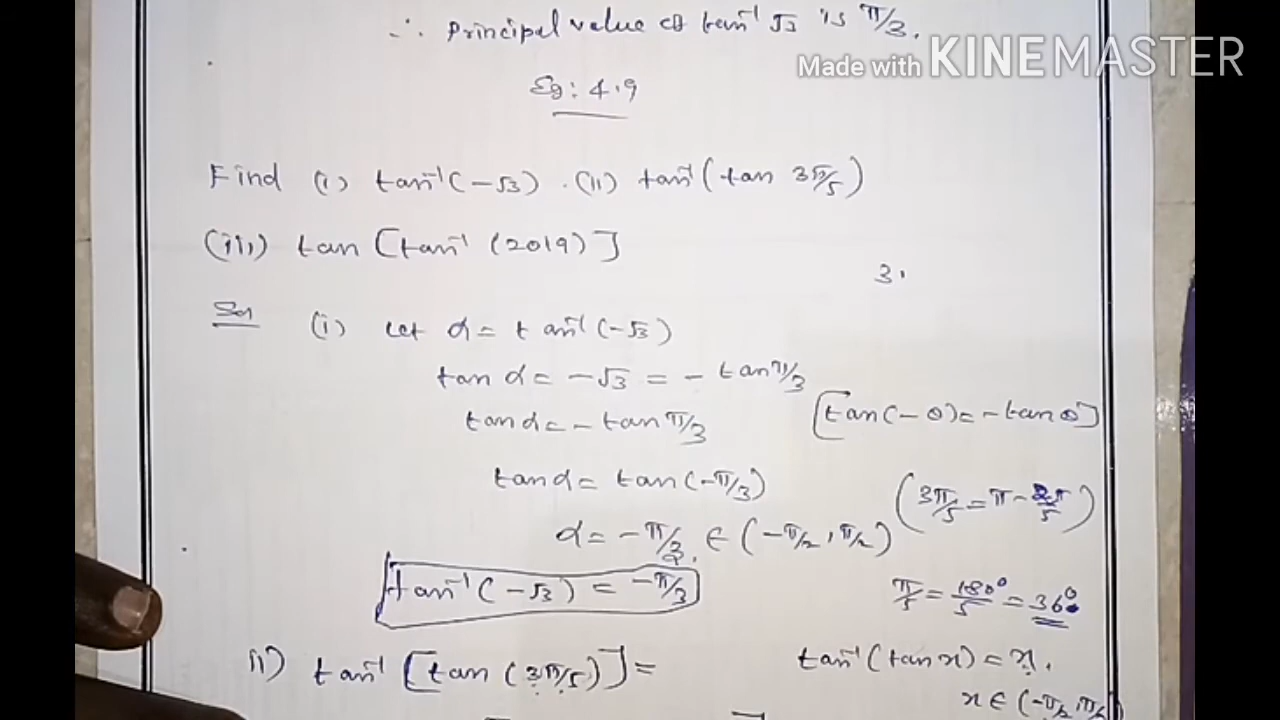 ∴ Principal value of tan⁻¹ √3 is π/3.
Made with KINEMASTER
Eg: 4.9
Find (i) tan⁻¹(-√3). (ii) tan⁻¹(tan 3π/5)
(iii) tan [tan⁻¹ (2019)]
3.
Sol (i) Let α = tan⁻¹(-√3)
tan α = -√3 = - tan π/3
tan α = - tan π/3 [tan(-θ) = -tan θ]
tan α = tan(-π/3) (3π/5 = π - 2π/5)
α = -π/3. ∈ (-π/2, π/2)
tan⁻¹(-√3) = -π/3 π/5 = 180°/5 = 36°
ii) tan⁻¹ [tan (3π/5)] = tan⁻¹(tan x) = x.
x ∈ (-π/2, π/2)